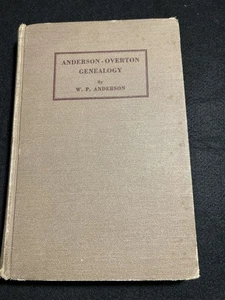 ANDERSON-OVERTON
GENEALOGY
By
W. P. ANDERSON